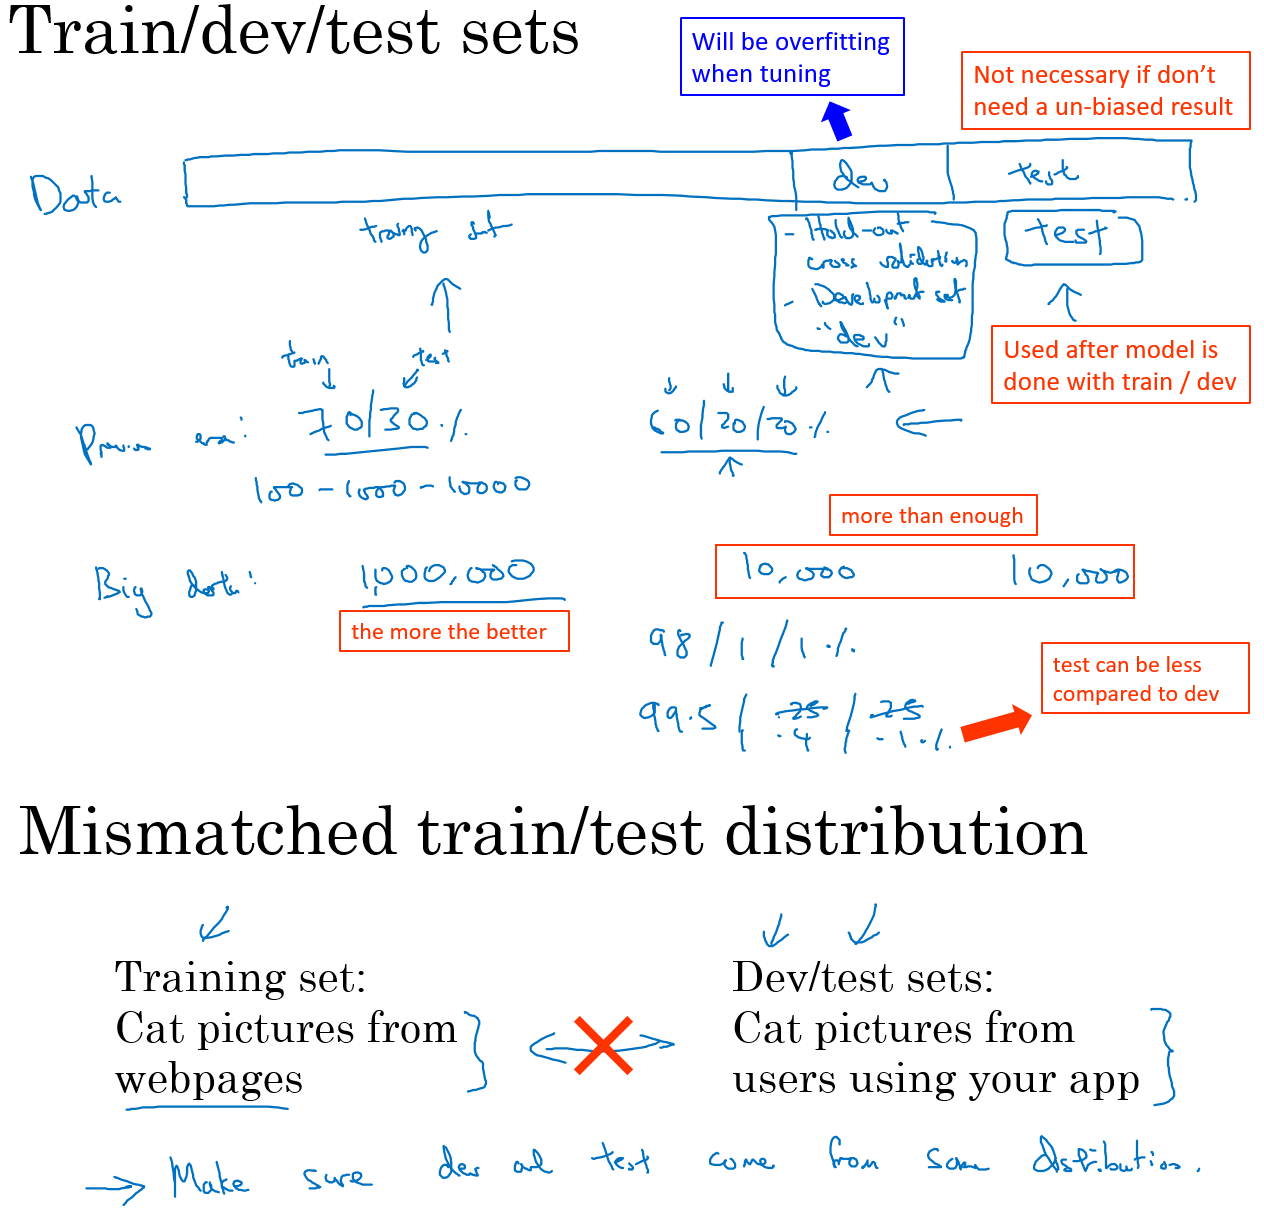 Train/dev/test sets
Will be overfitting
when tuning
Not necessary if don't
need a un-biased result
Data
dev
test
training set
- Hold-out
cross validation
- Development set
"dev"
test
Used after model is
done with train / dev
train
test
Previous era:
70/30 %
60/20/20 %
100 - 1000 - 10000
more than enough
Big data:
1,000,000
10,000
10,000
the more the better
98 / 1 / 1 %
test can be less
compared to dev
99.5 / .25 / .25
.4 .1 %
Mismatched train/test distribution
Training set:
Cat pictures from
webpages
Dev/test sets:
Cat pictures from
users using your app
→ Make sure dev and test come from same distribution.